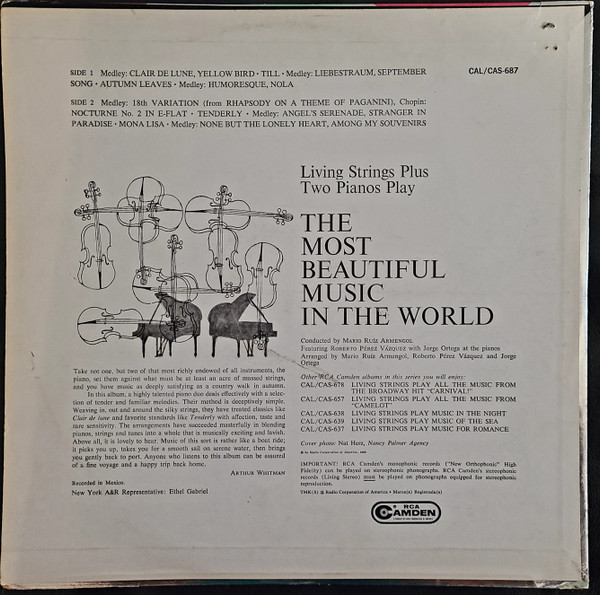 SIDE 1 Medley: CLAIR DE LUNE, YELLOW BIRD · TILL · Medley: LIEBESTRAUM, SEPTEMBER
SONG · AUTUMN LEAVES · Medley: HUMORESQUE, NOLA
CAL/CAS-687
SIDE 2 Medley: 18th VARIATION (from RHAPSODY ON A THEME OF PAGANINI), Chopin:
NOCTURNE No. 2 IN E-FLAT · TENDERLY · Medley: ANGEL'S SERENADE, STRANGER IN
PARADISE · MONA LISA · Medley: NONE BUT THE LONELY HEART, AMONG MY SOUVENIRS
Living Strings Plus
Two Pianos Play
THE
MOST
BEAUTIFUL
MUSIC
IN THE WORLD
Conducted by MARIO RUIZ ARMENGOL
Featuring ROBERTO PÉREZ VÁZQUEZ with Jorge Ortega at the pianos
Arranged by Mario Ruiz Armengol, Roberto Pérez Vázquez and Jorge
Ortega
Other RCA Camden albums in this series you will enjoy:
CAL/CAS-678 LIVING STRINGS PLAY ALL THE MUSIC FROM
THE BROADWAY HIT "CARNIVAL!"
CAL/CAS-657 LIVING STRINGS PLAY ALL THE MUSIC FROM
"CAMELOT"
CAL/CAS-638 LIVING STRINGS PLAY MUSIC IN THE NIGHT
CAL/CAS-639 LIVING STRINGS PLAY MUSIC OF THE SEA
CAL/CAS-637 LIVING STRINGS PLAY MUSIC FOR ROMANCE
Cover photo: Nat Herz, Nancy Palmer Agency
IMPORTANT! RCA Camden's monophonic records ("New Orthophonic" High
Fidelity) can be played on stereophonic phonographs. RCA Camden's stereophonic
records (Living Stereo) must be played on phonographs equipped for stereophonic
reproduction.
TMK(S) ® Radio Corporation of America · Marca(s) Registrada(s)
RCA
CAMDEN
Take not one, but two of that most richly endowed of all instruments, the
piano, set them against what must be at least an acre of massed strings,
and you have music as deeply satisfying as a country walk in autumn.
In this album, a highly talented piano duo deals effectively with a selec-
tion of tender and familiar melodies. Their method is deceptively simple.
Weaving in, out and around the silky strings, they have treated classics like
Clair de lune and favorite standards like Tenderly with affection, taste and
rare sensitivity. The arrangements have succeeded masterfully in blending
pianos, strings and tunes into a whole that is musically exciting and lavish.
Above all, it is lovely to hear. Music of this sort is rather like a boat ride;
it picks you up, takes you for a smooth sail on serene water, then brings
you gently back to port. Anyone who listens to this album can be assured
of a fine voyage and a happy trip back home.
ARTHUR WHITMAN
Recorded in Mexico.
New York A&R Representative: Ethel Gabriel